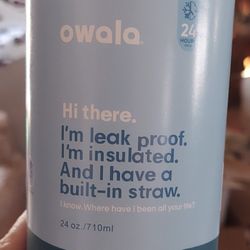 owala
24
Hi there.
I'm leak proof.
I'm insulated.
And I have a
built-in straw.
I know. Where have I been all your life?
24 oz./710ml